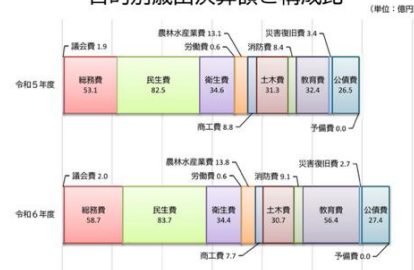 目的別歳出決算額と構成比
(単位：億円)
農林水産業費 13.1
災害復旧費 3.4
労働費 0.6
消防費 8.4
議会費 1.9
令和5年度
総務費 53.1
民生費 82.5
衛生費 34.6
土木費 31.3
教育費 32.4
公債費 26.5
商工費 8.8
予備費 0.0
農林水産業費 13.8
災害復旧費 2.7
労働費 0.6
消防費 9.1
議会費 2.0
令和6年度
総務費 58.7
民生費 83.7
衛生費 34.4
土木費 30.7
教育費 56.4
公債費 27.4
商工費 7.7
予備費 0.0